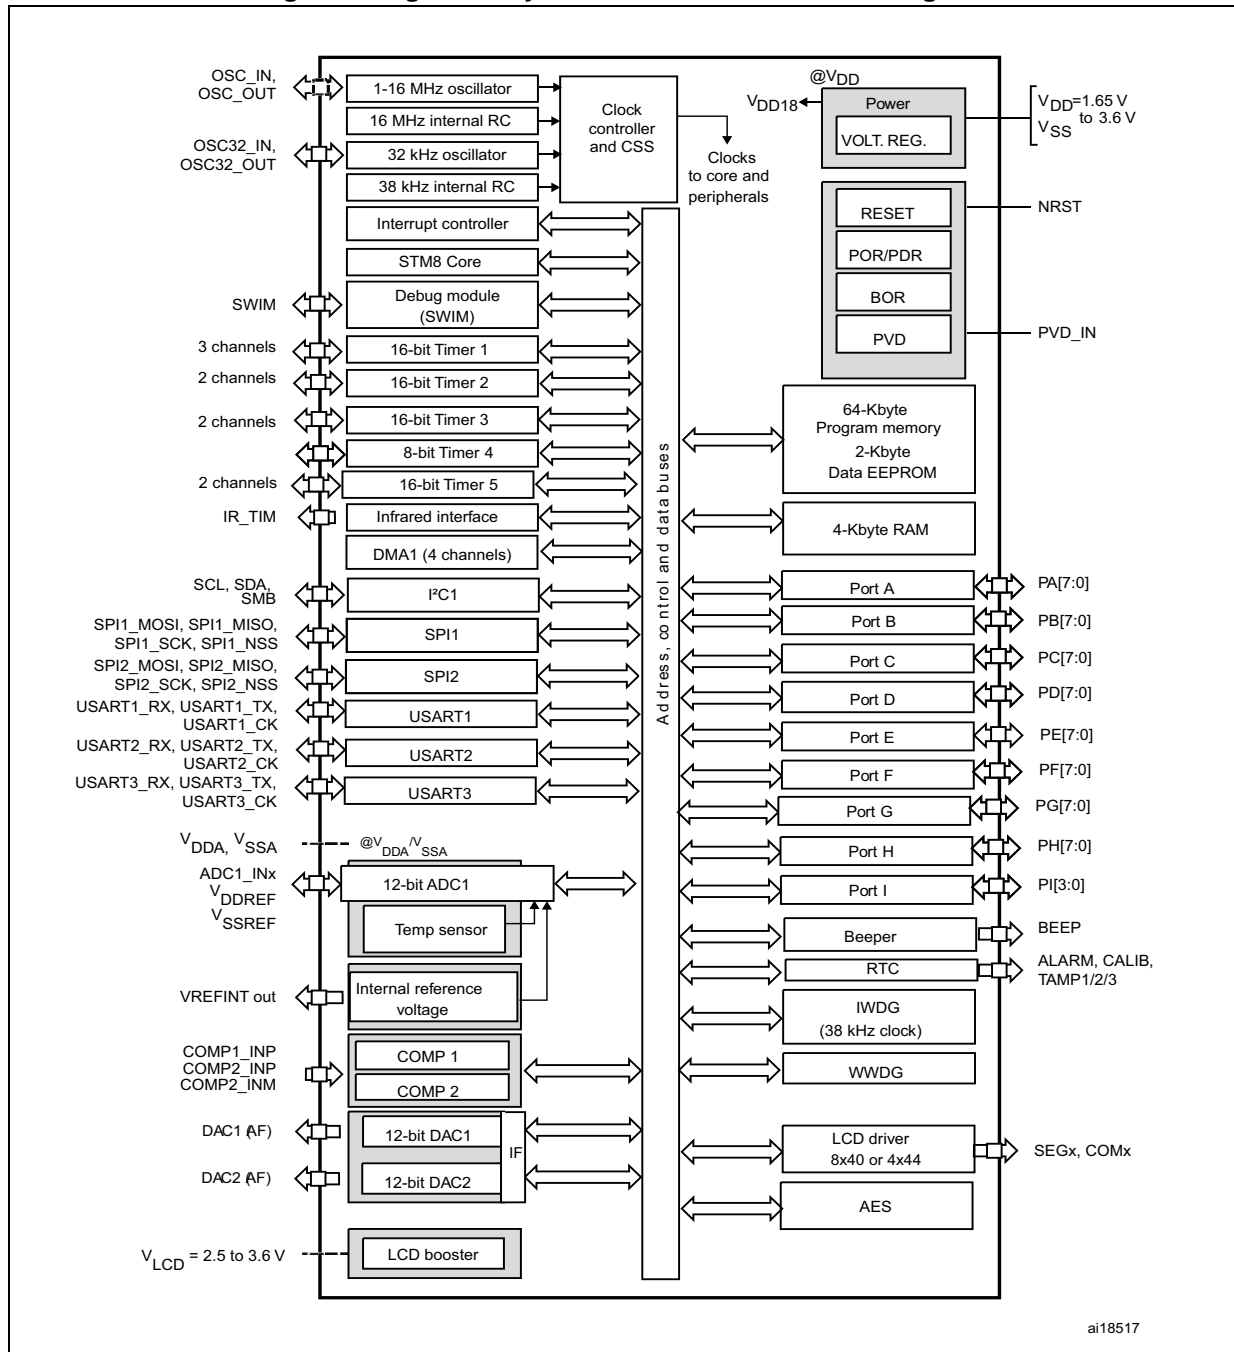 OSC_IN,
OSC_OUT
1-16 MHz oscillator
16 MHz internal RC
OSC32_IN,
OSC32_OUT
32 kHz oscillator
38 kHz internal RC
Clock
controller
and CSS
Clocks
to core and
peripherals
@VDD
VDD18
Power
VOLT. REG.
VDD=1.65 V
to 3.6 V
VSS
RESET
NRST
POR/PDR
BOR
PVD
PVD_IN
Interrupt controller
STM8 Core
SWIM
Debug module
(SWIM)
3 channels
16-bit Timer 1
2 channels
16-bit Timer 2
2 channels
16-bit Timer 3
8-bit Timer 4
2 channels
16-bit Timer 5
IR_TIM
Infrared interface
DMA1 (4 channels)
SCL, SDA,
SMB
I²C1
SPI1_MOSI, SPI1_MISO,
SPI1_SCK, SPI1_NSS
SPI1
SPI2_MOSI, SPI2_MISO,
SPI2_SCK, SPI2_NSS
SPI2
USART1_RX, USART1_TX,
USART1_CK
USART1
USART2_RX, USART2_TX,
USART2_CK
USART2
USART3_RX, USART3_TX,
USART3_CK
USART3
VDDA, VSSA
@VDDA/VSSA
ADC1_INx
VDDREF
VSSREF
12-bit ADC1
Temp sensor
VREFINT out
Internal reference
voltage
COMP1_INP
COMP2_INP
COMP2_INM
COMP 1
COMP 2
DAC1 (AF)
12-bit DAC1
IF
DAC2 (AF)
12-bit DAC2
VLCD = 2.5 to 3.6 V
LCD booster
Address, control and data buses
64-Kbyte
Program memory
2-Kbyte
Data EEPROM
4-Kbyte RAM
Port A
PA[7:0]
Port B
PB[7:0]
Port C
PC[7:0]
Port D
PD[7:0]
Port E
PE[7:0]
Port F
PF[7:0]
Port G
PG[7:0]
Port H
PH[7:0]
Port I
PI[3:0]
Beeper
BEEP
RTC
ALARM, CALIB,
TAMP1/2/3
IWDG
(38 kHz clock)
WWDG
LCD driver
8x40 or 4x44
SEGx, COMx
AES
ai18517